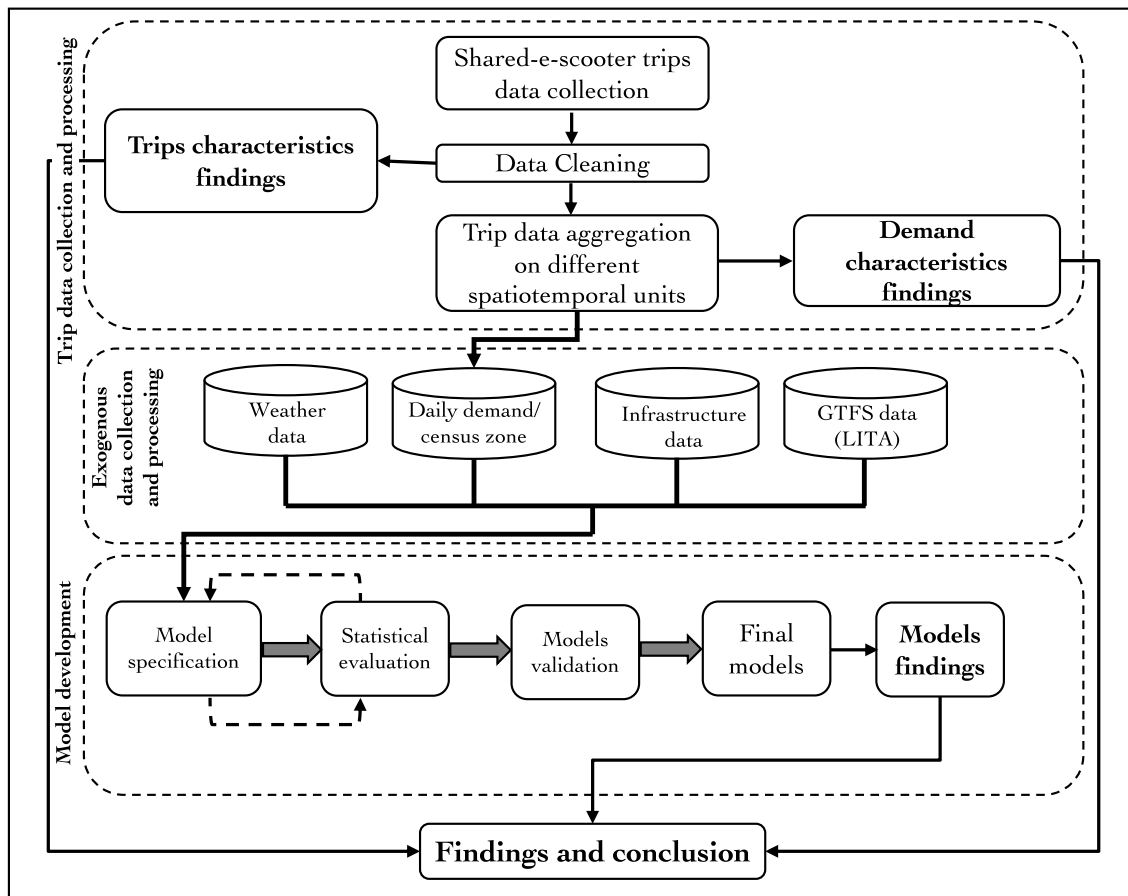 Trip data collection and processing
Shared-e-scooter trips
data collection
Trips characteristics
findings
Data Cleaning
Trip data aggregation
on different
spatiotemporal units
Demand
characteristics
findings
Exogenous
data collection
and processing
Weather
data
Daily demand/
census zone
Infrastructure
data
GTFS data
(LITA)
Model development
Model
specification
Statistical
evaluation
Models
validation
Final
models
Models
findings
Findings and conclusion